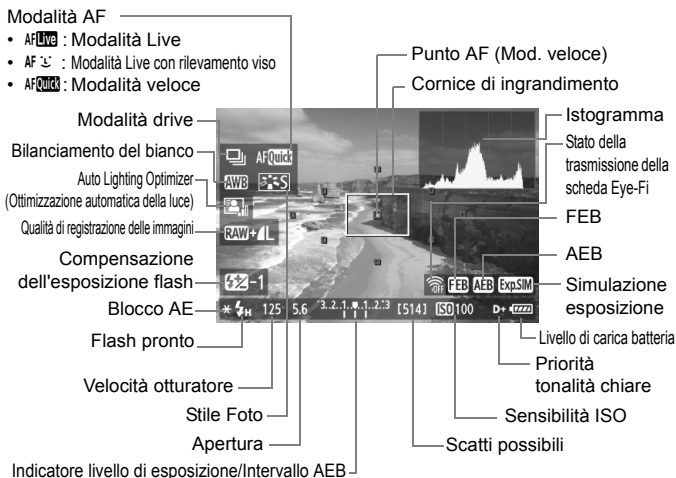 Modalità AF
• AF Live : Modalità Live
• AF : Modalità Live con rilevamento viso
• AF Quick : Modalità veloce
Punto AF (Mod. veloce)
Cornice di ingrandimento
Modalità drive
Bilanciamento del bianco
Auto Lighting Optimizer
(Ottimizzazione automatica della luce)
Qualità di registrazione delle immagini
Compensazione
dell'esposizione flash
Blocco AE
Flash pronto
Velocità otturatore
Stile Foto
Apertura
Indicatore livello di esposizione/Intervallo AEB
Istogramma
Stato della
trasmissione della
scheda Eye-Fi
FEB
AEB
Simulazione
esposizione
Livello di carica batteria
Priorità
tonalità chiare
Sensibilità ISO
Scatti possibili
AF Quick
AWB S
RAW+L
-1
OFF FEB AEB Exp.SIM
H 125 5.6 -3..2..1..1..2..+3 [514] ISO 100 D+